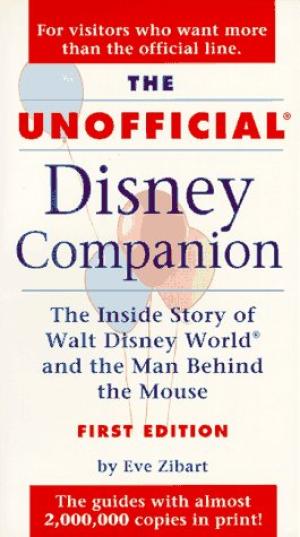 For visitors who want more
than the official line.
THE
UNOFFICIAL®
Disney
Companion
The Inside Story of
Walt Disney World®
and the Man Behind
the Mouse
FIRST EDITION
by Eve Zibart
The guides with almost
2,000,000 copies in print!